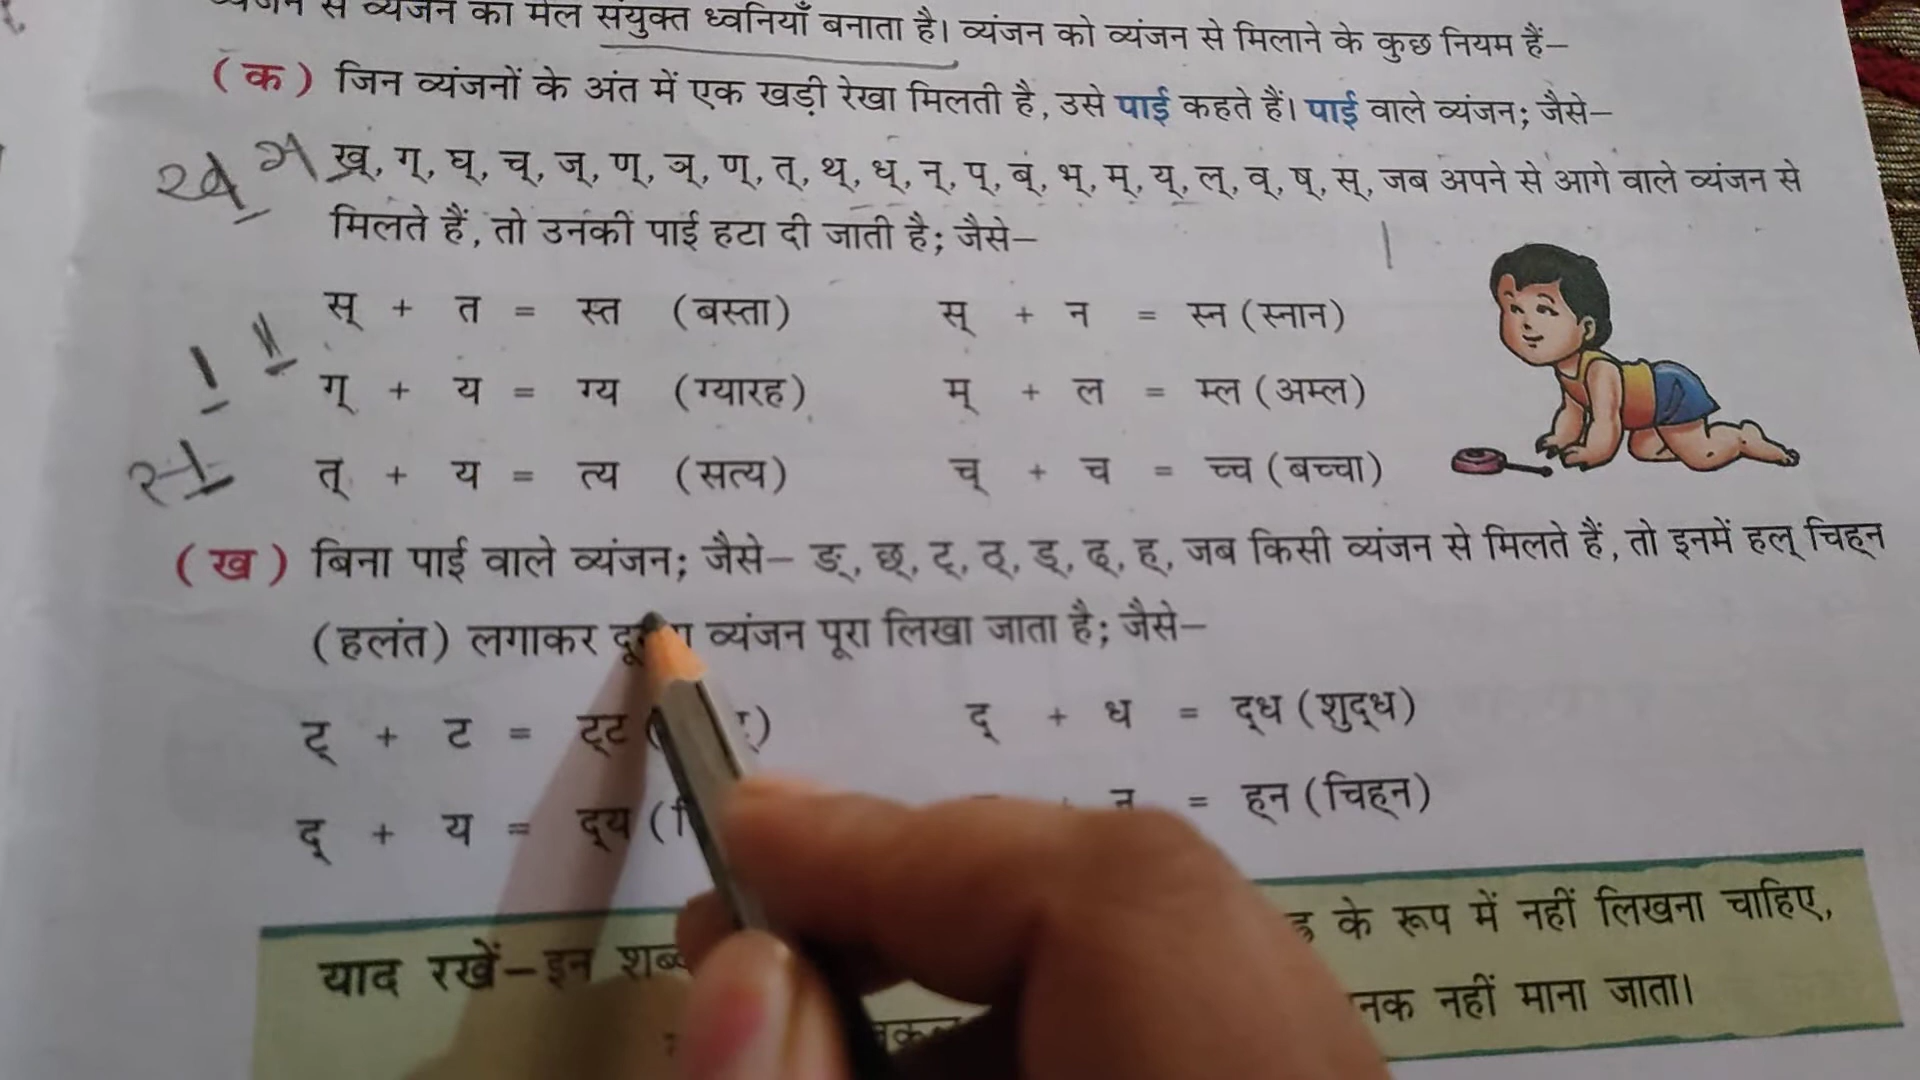 व्यंजन से व्यंजन का मेल संयुक्त ध्वनियाँ बनाता है। व्यंजन को व्यंजन से मिलाने के कुछ नियम हैं–
(क) जिन व्यंजनों के अंत में एक खड़ी रेखा मिलती है, उसे पाई कहते हैं। पाई वाले व्यंजन; जैसे–
ख्, ग्, घ्, च्, ज्, ण्, ञ्, ण्, त्, थ्, ध्, न्, प्, ब्, भ्, म्, य्, ल्, व्, ष्, स्, जब अपने से आगे वाले व्यंजन से
मिलते हैं, तो उनकी पाई हटा दी जाती है; जैसे–
स् + त = स्त (बस्ता) स् + न = स्न (स्नान)
ग् + य = ग्य (ग्यारह) म् + ल = म्ल (अम्ल)
त् + य = त्य (सत्य) च् + च = च्च (बच्चा)
(ख) बिना पाई वाले व्यंजन; जैसे– ङ्, छ्, ट्, ठ्, ड्, ढ्, ह्, जब किसी व्यंजन से मिलते हैं, तो इनमें हल् चिह्न
(हलंत) लगाकर व्यंजन पूरा लिखा जाता है; जैसे–
ट् + ट = ट्ट द् + ध = द्ध (शुद्ध)
द् + य = द्य + न = ह्न (चिह्न)
याद रखें–इन के रूप में नहीं लिखना चाहिए,
नहीं माना जाता।